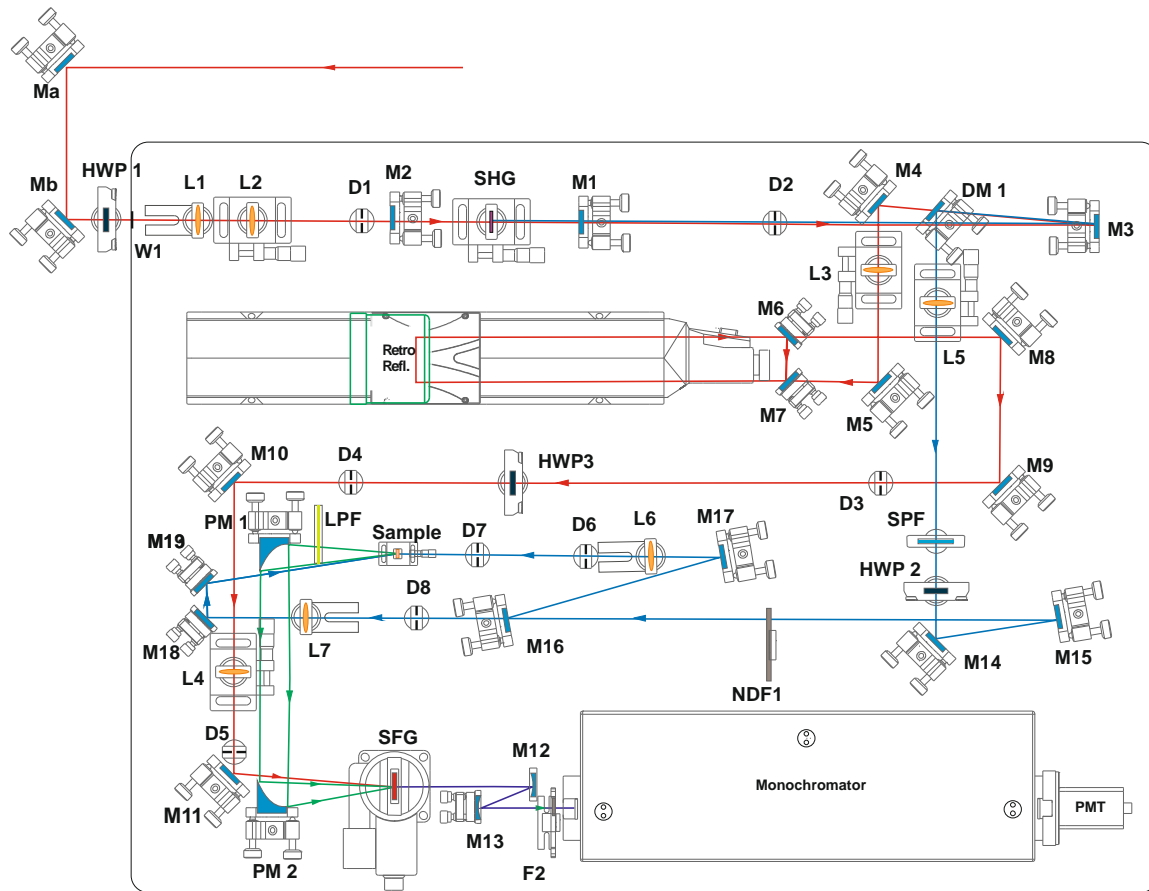 Ma
Mb
HWP 1
W1
L1
L2
D1
M2
SHG
M1
D2
M4
DM 1
M3
L3
L5
M6
M8
Retro
Refl.
M7
M5
M10
D4
HWP3
D3
M9
PM 1
LPF
Sample
D7
D6
L6
M17
SPF
M19
HWP 2
D8
M18
L7
M16
M14
M15
L4
NDF1
D5
SFG
M12
Monochromator
PMT
M11
M13
PM 2
F2